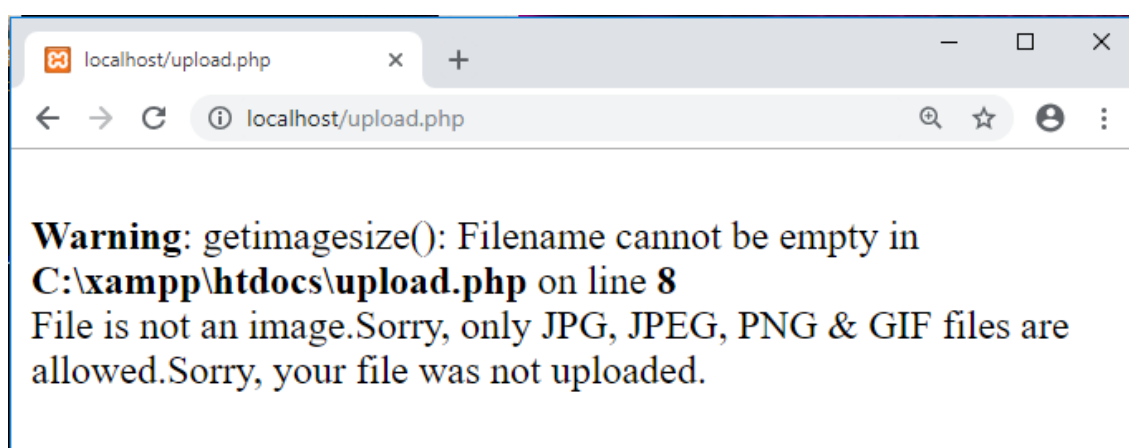 localhost/upload.php
localhost/upload.php
Warning: getimagesize(): Filename cannot be empty in
C:\xampp\htdocs\upload.php on line 8
File is not an image.Sorry, only JPG, JPEG, PNG & GIF files are
allowed.Sorry, your file was not uploaded.